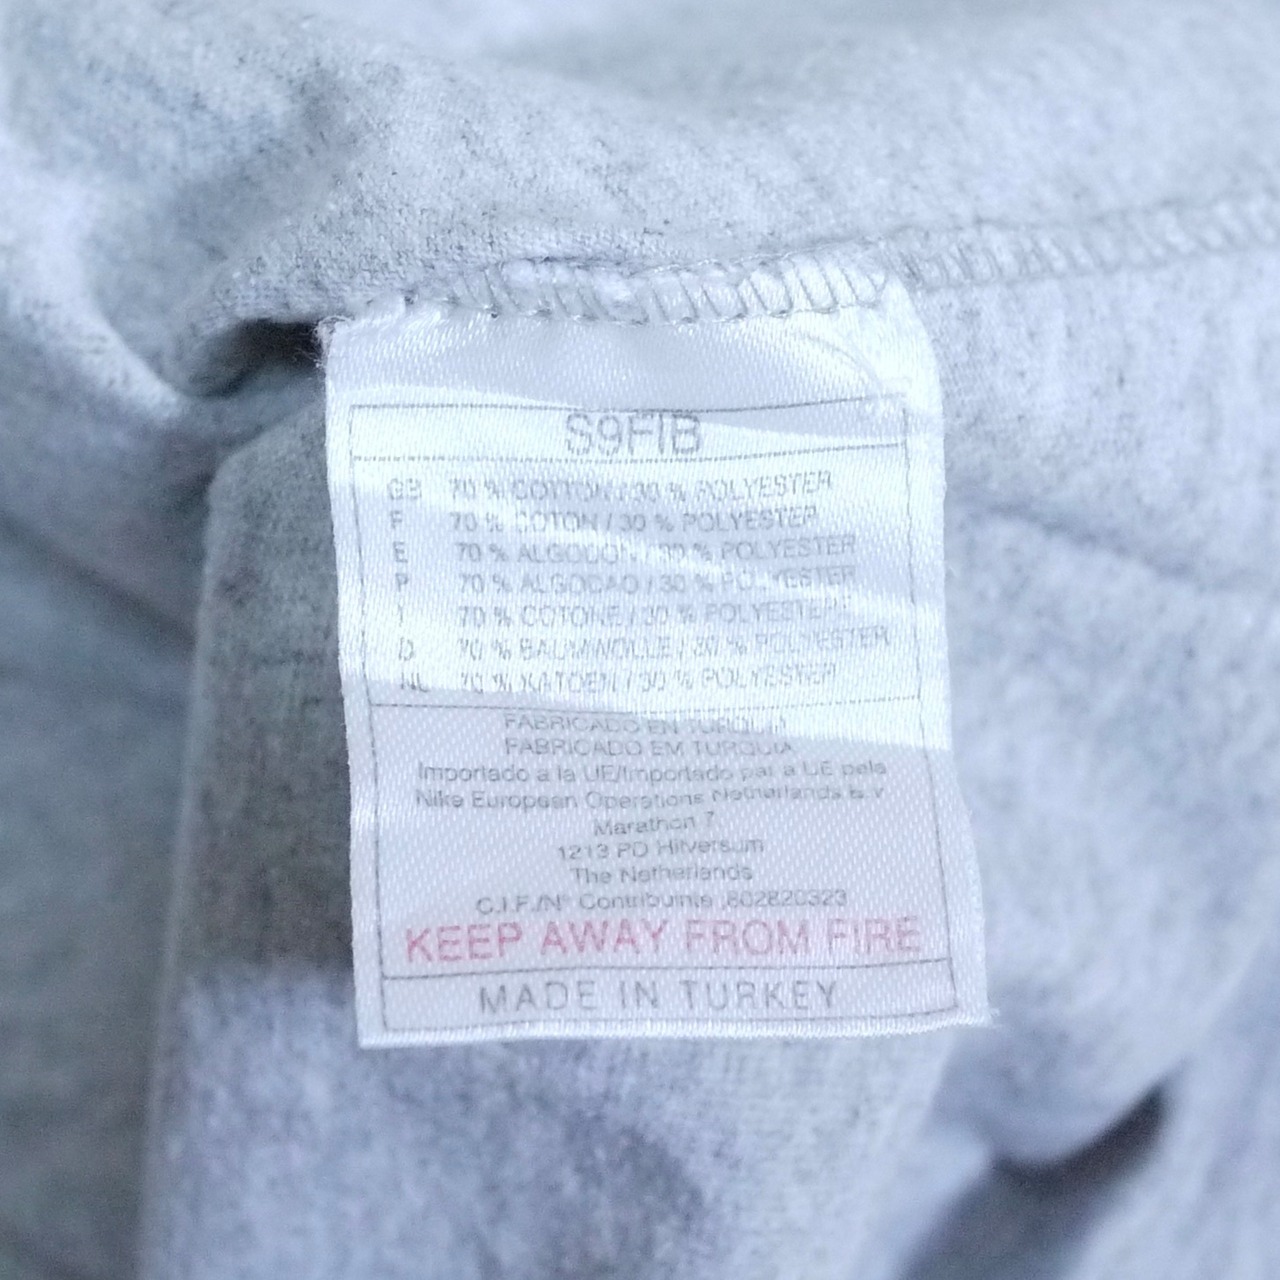 S9FIB
GB 70 % COTTON / 30 % POLYESTER
F 70 % COTON / 30 % POLYESTER
E 70 % ALGODON / 30 % POLYESTER
P 70 % ALGODAO / 30 % POLYESTER
I 70 % COTONE / 30 % POLYESTER
D 70 % BAUMWOLLE / 30 % POLYESTER
NL 70 % KATOEN / 30 % POLYESTER
FABRICADO EN TURQUIA
FABRICADO EM TURQUIA
Importado a la UE/Importado par a UE pela
Nike European Operations Netherlands B.V
Marathon 7
1213 PD Hilversum
The Netherlands
C.I.F./N° Contribuinte .802820323
KEEP AWAY FROM FIRE
MADE IN TURKEY